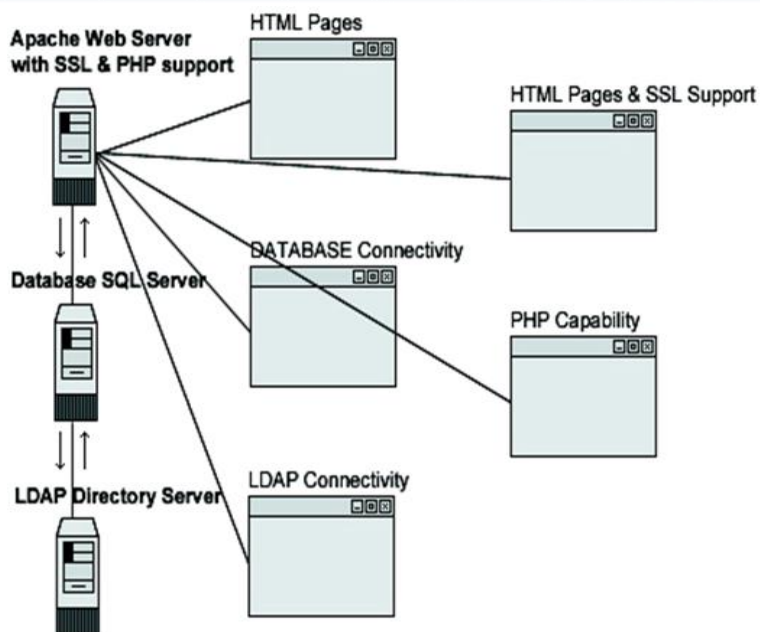 HTML Pages
Apache Web Server
with SSL & PHP support
HTML Pages & SSL Support
DATABASE Connectivity
Database SQL Server
PHP Capability
LDAP Connectivity
LDAP Directory Server